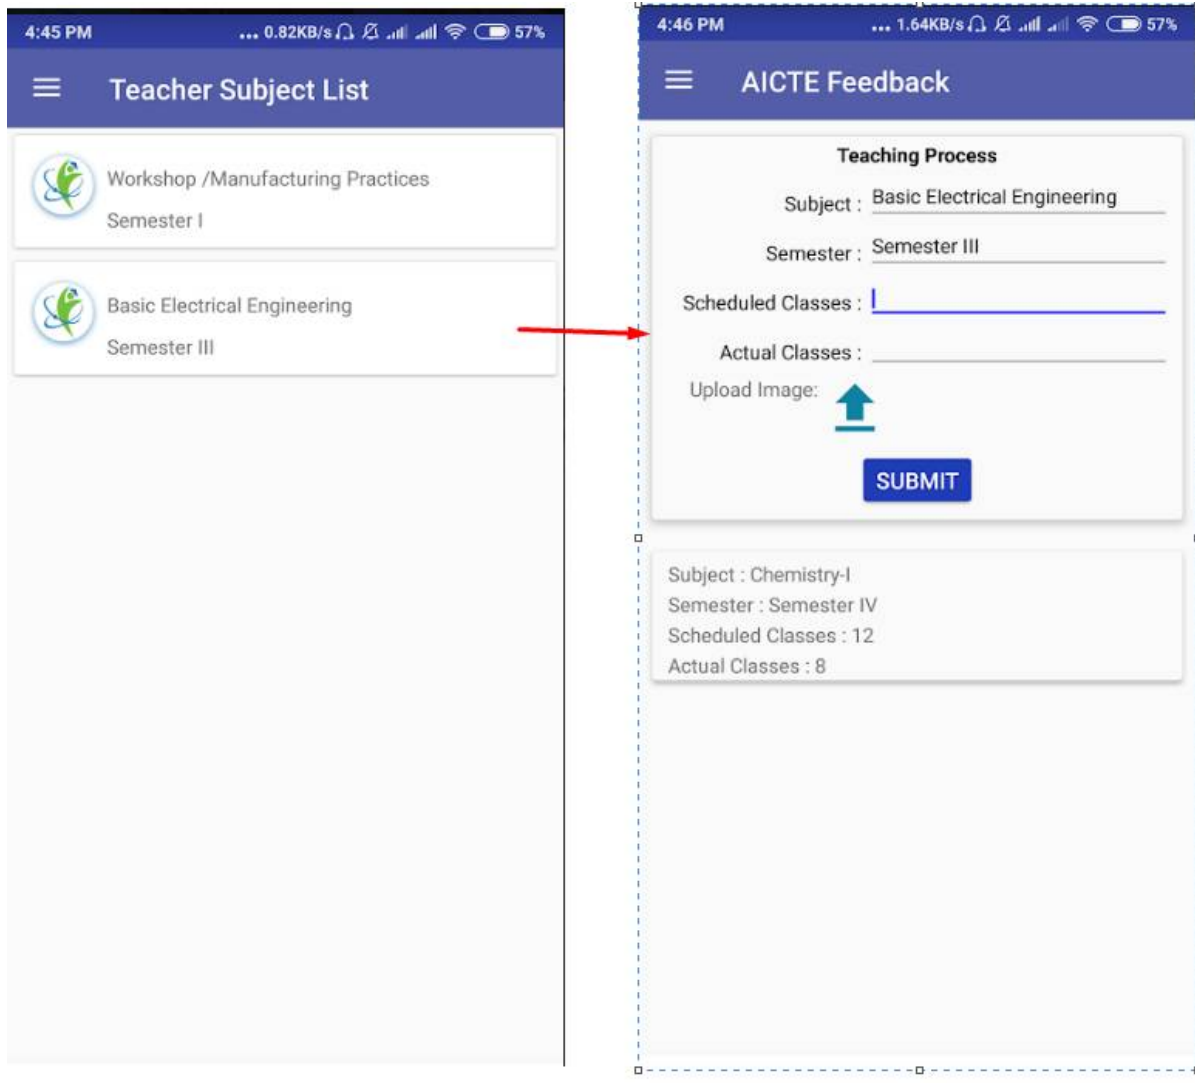 4:45 PM ... 0.82KB/s 57%
Teacher Subject List
Workshop /Manufacturing Practices
Semester I
Basic Electrical Engineering
Semester III
4:46 PM ... 1.64KB/s 57%
AICTE Feedback
Teaching Process
Subject : Basic Electrical Engineering
Semester : Semester III
Scheduled Classes :
Actual Classes :
Upload Image:
SUBMIT
Subject : Chemistry-I
Semester : Semester IV
Scheduled Classes : 12
Actual Classes : 8